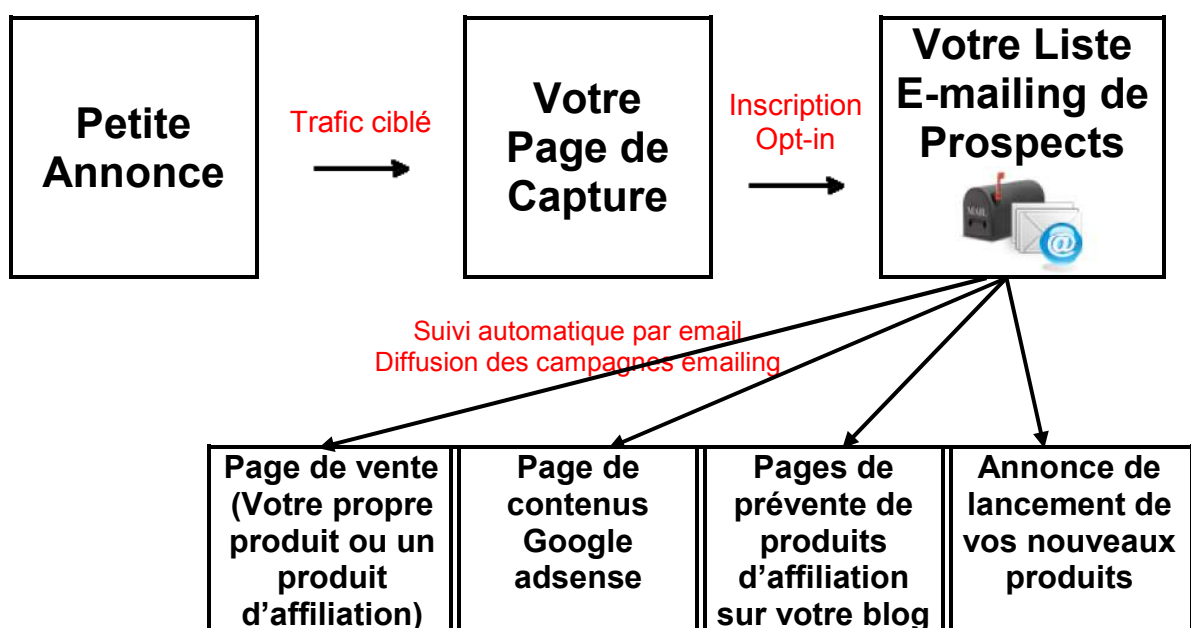 Petite
Annonce
Trafic ciblé
Votre
Page de
Capture
Inscription
Opt-in
Votre Liste
E-mailing de
Prospects
MAIL
@
Suivi automatique par email
Diffusion des campagnes emailing
Page de vente
(Votre propre
produit ou un
produit
d’affiliation)
Page de
contenus
Google
adsense
Pages de
prévente de
produits
d’affiliation
sur votre blog
Annonce de
lancement de
vos nouveaux
produits